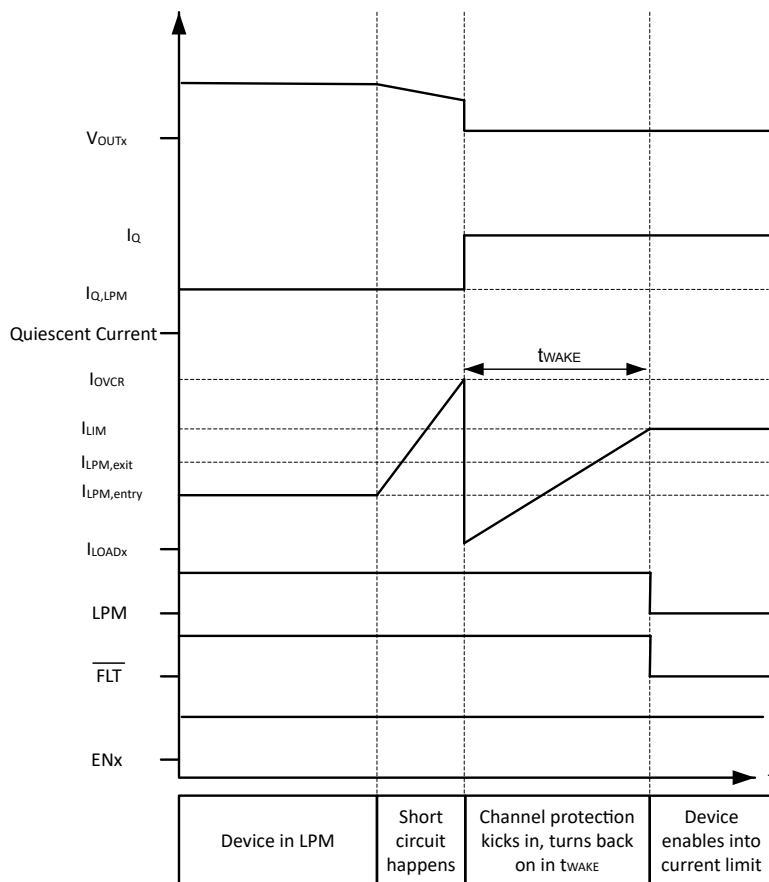 VOUTx
IQ
IQ,LPM
Quiescent Current
tWAKE
IOVCR
ILIM
ILPM,exit
ILPM,entry
ILOADx
LPM
FLT
ENx
Device in LPM
Short
circuit
happens
Channel protection
kicks in, turns back
on in tWAKE
Device
enables into
current limit